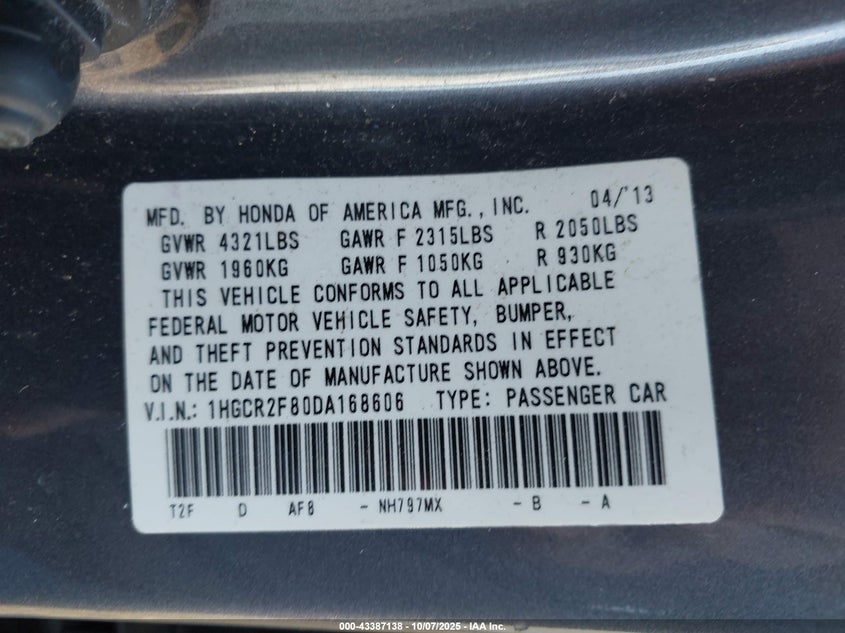 MFD. BY HONDA OF AMERICA MFG., INC. 04/'13
GVWR 4321LBS GAWR F 2315LBS R 2050LBS
GVWR 1960KG GAWR F 1050KG R 930KG
THIS VEHICLE CONFORMS TO ALL APPLICABLE
FEDERAL MOTOR VEHICLE SAFETY, BUMPER,
AND THEFT PREVENTION STANDARDS IN EFFECT
ON THE DATE OF MANUFACTURE SHOWN ABOVE.
V.I.N.: 1HGCR2F80DA168606 TYPE: PASSENGER CAR
T2F D AF8 - NH797MX - B - A
000-43387138 - 10/07/2025 - IAA Inc.